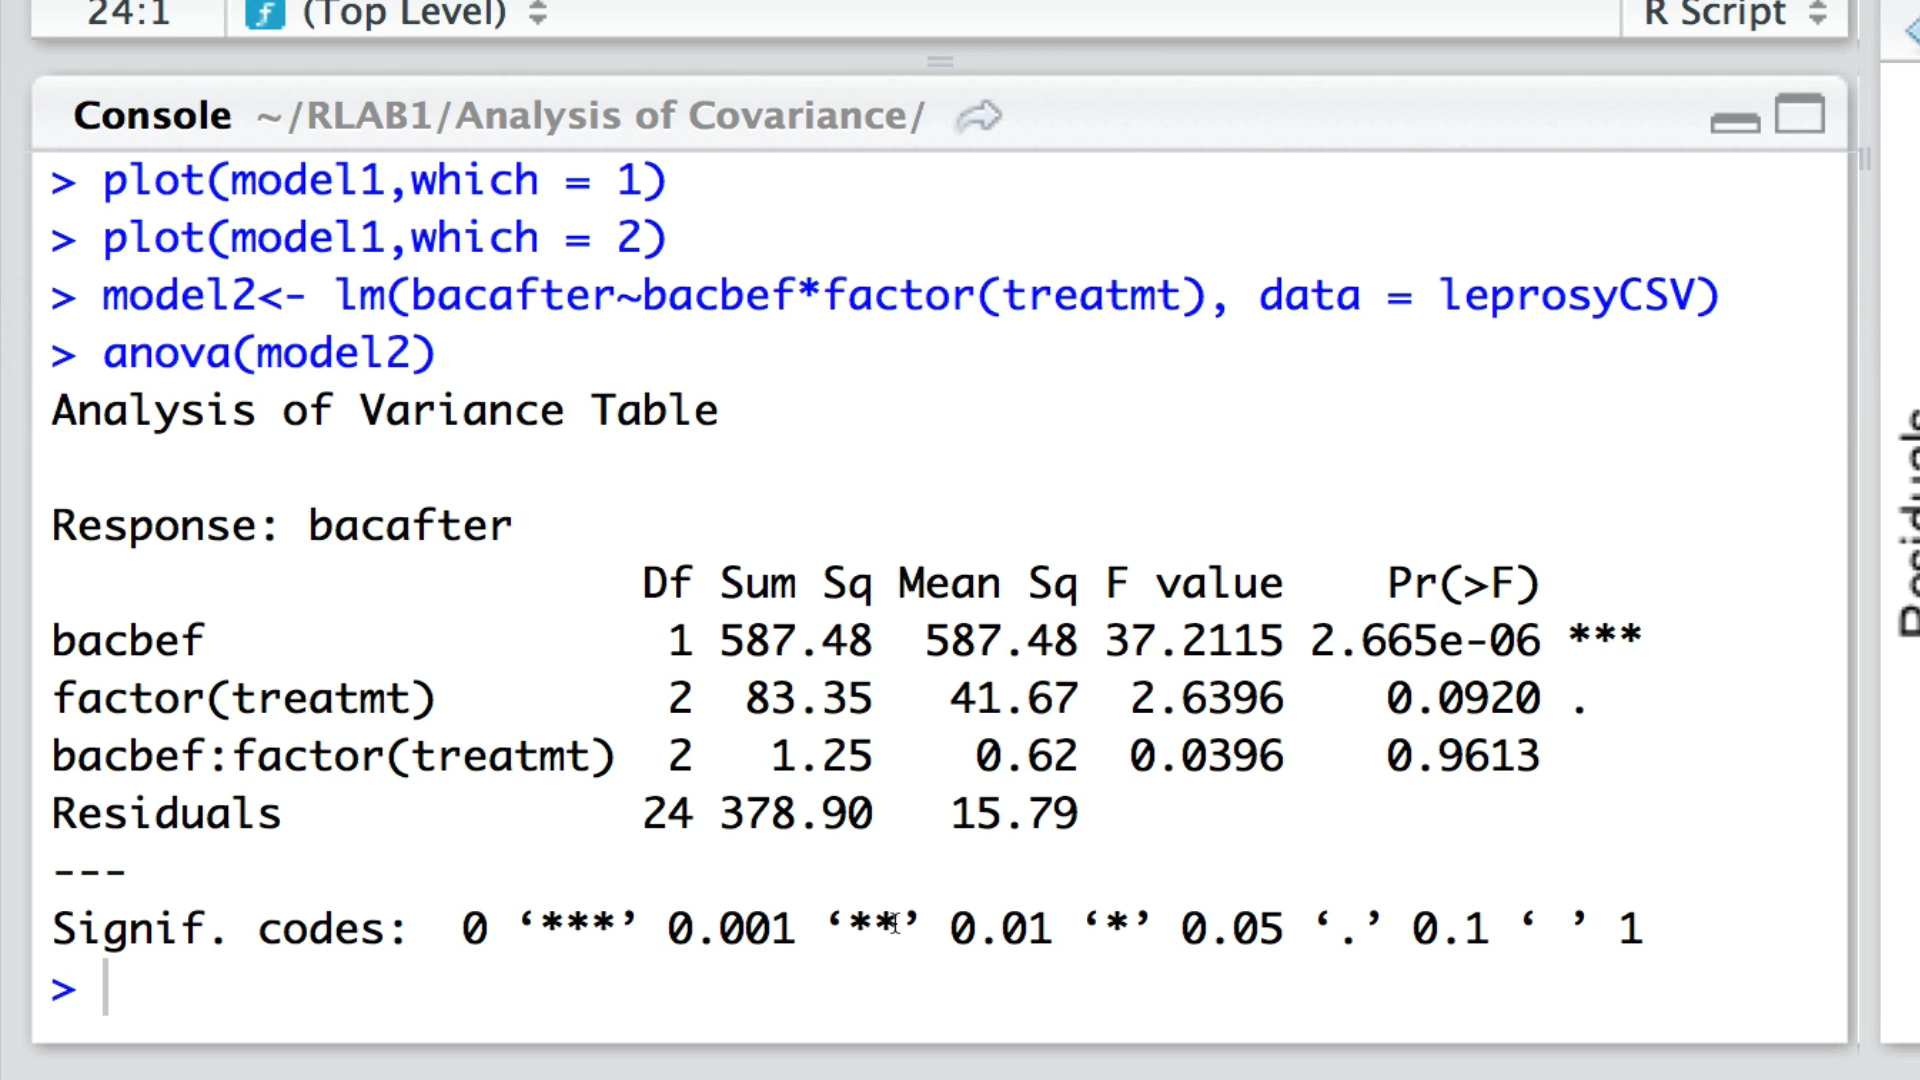 24:1 (Top Level) R Script
Console ~/RLAB1/Analysis of Covariance/
> plot(model1,which = 1)
> plot(model1,which = 2)
> model2<- lm(bacafter~bacbef*factor(treatmt), data = leprosyCSV)
> anova(model2)
Analysis of Variance Table
Response: bacafter
Df Sum Sq Mean Sq F value Pr(>F)
bacbef 1 587.48 587.48 37.2115 2.665e-06 ***
factor(treatmt) 2 83.35 41.67 2.6396 0.0920 .
bacbef:factor(treatmt) 2 1.25 0.62 0.0396 0.9613
Residuals 24 378.90 15.79
---
Signif. codes: 0 ‘***’ 0.001 ‘**’ 0.01 ‘*’ 0.05 ‘.’ 0.1 ‘ ’ 1
>
Residuals